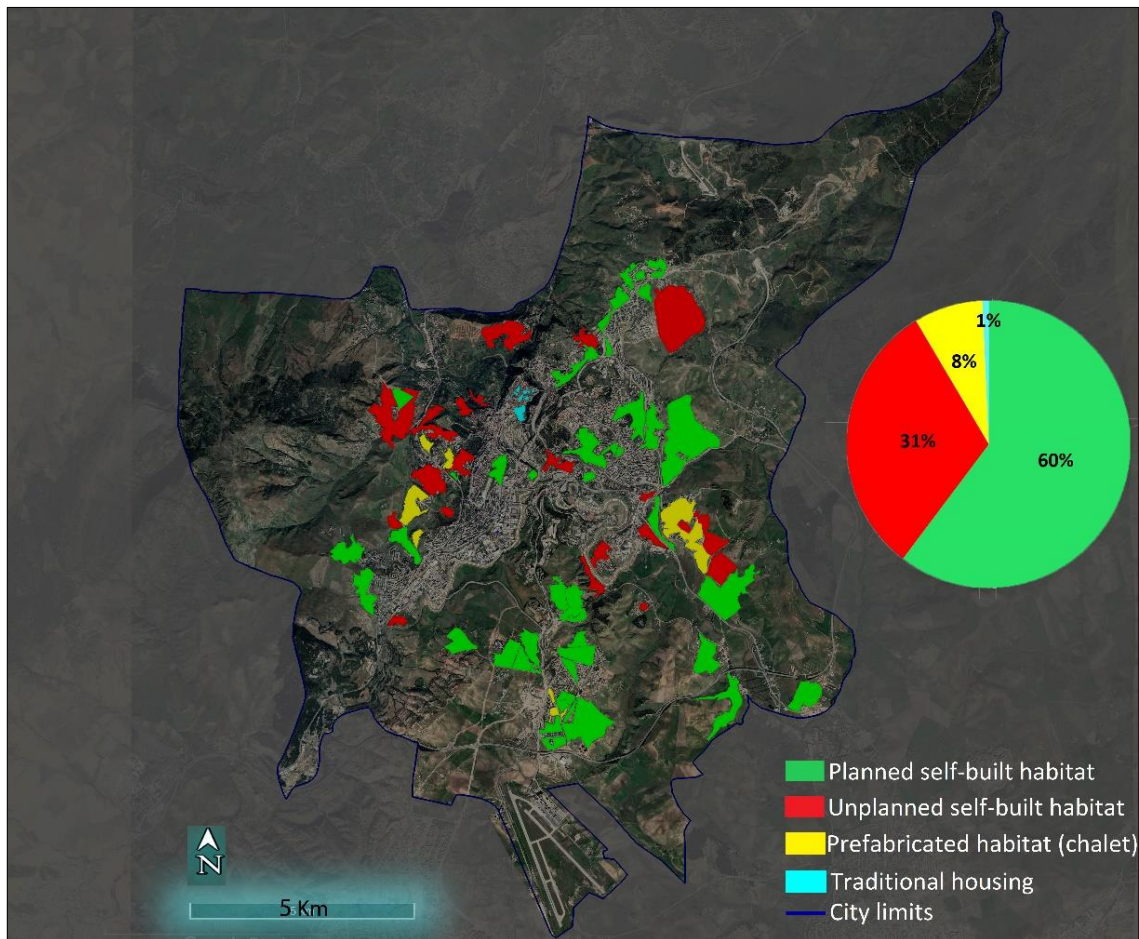 1%
8%
31%
60%
Planned self-built habitat
Unplanned self-built habitat
Prefabricated habitat (chalet)
Traditional housing
City limits
N
5 Km